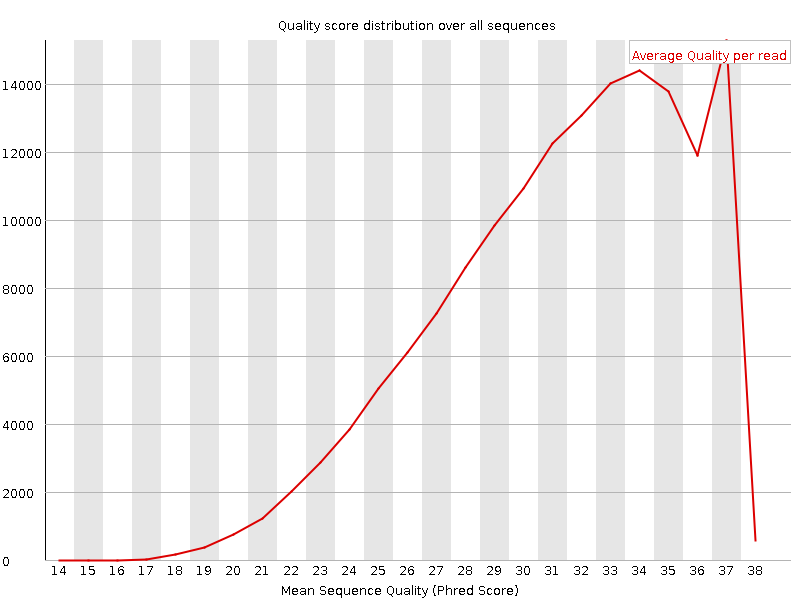 Quality score distribution over all sequences
Average Quality per read
14000
12000
10000
8000
6000
4000
2000
0
14 15 16 17 18 19 20 21 22 23 24 25 26 27 28 29 30 31 32 33 34 35 36 37 38
Mean Sequence Quality (Phred Score)